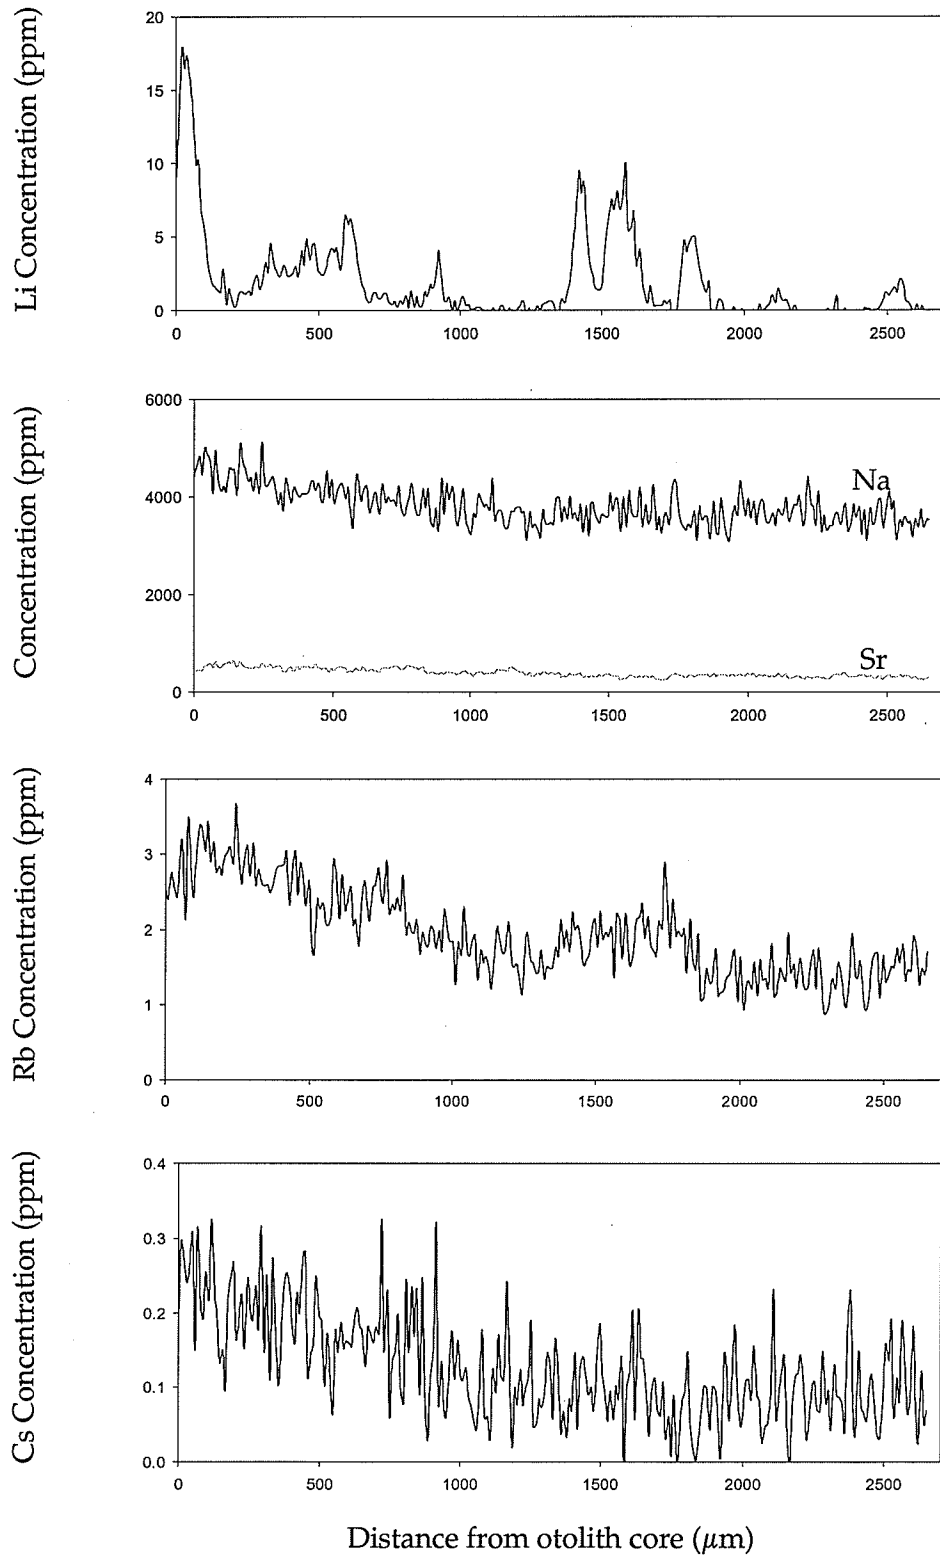 Li Concentration (ppm)
20
15
10
5
0
0 500 1000 1500 2000 2500
Concentration (ppm)
6000
4000
2000
0
Na
Sr
0 500 1000 1500 2000 2500
Rb Concentration (ppm)
4
3
2
1
0
0 500 1000 1500 2000 2500
Cs Concentration (ppm)
0.4
0.3
0.2
0.1
0.0
0 500 1000 1500 2000 2500
Distance from otolith core (μm)